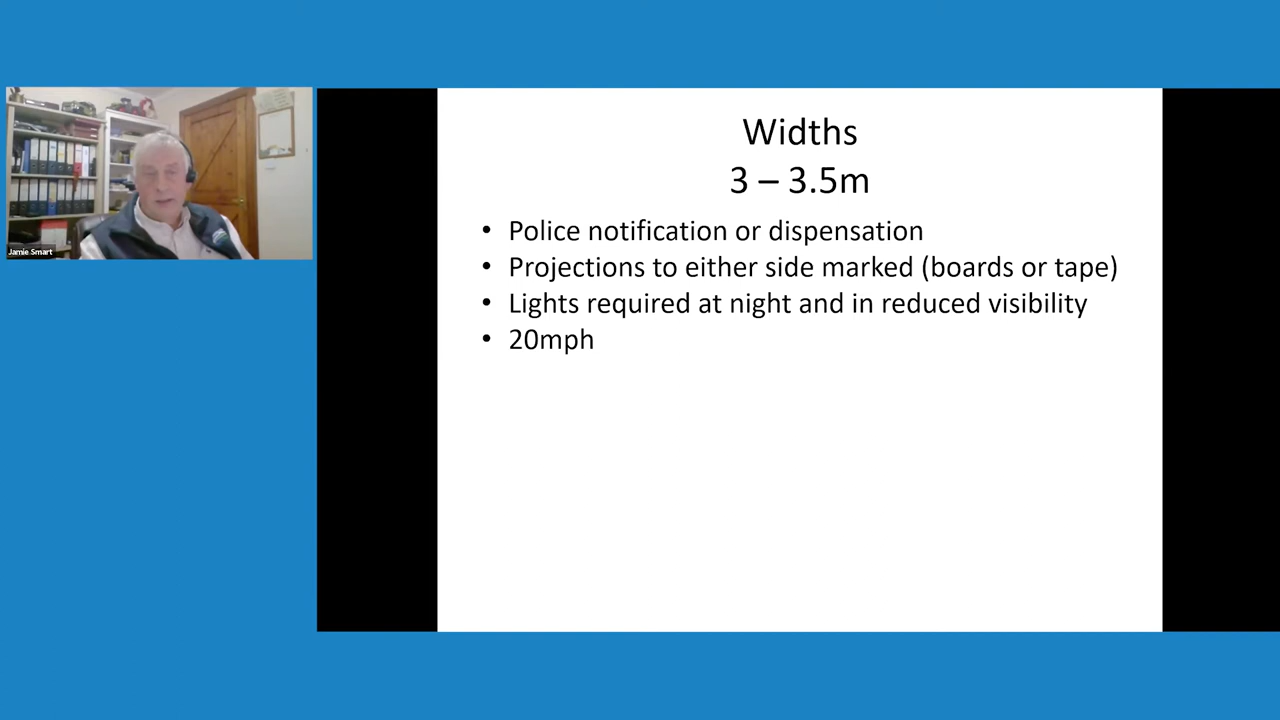 Jamie Smart
Widths
3 – 3.5m
• Police notification or dispensation
• Projections to either side marked (boards or tape)
• Lights required at night and in reduced visibility
• 20mph